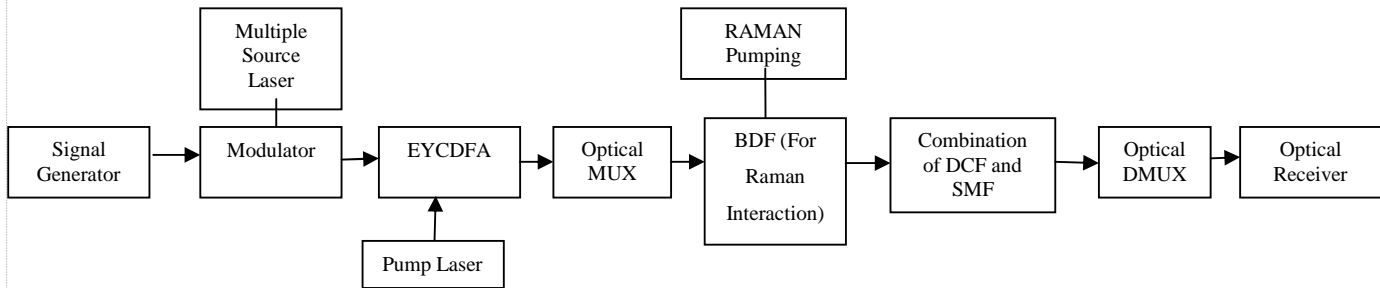 Multiple
Source
Laser
RAMAN
Pumping
Signal
Generator
Modulator
EYCDFA
Optical
MUX
BDF (For
Raman
Interaction)
Combination
of DCF and
SMF
Optical
DMUX
Optical
Receiver
Pump Laser